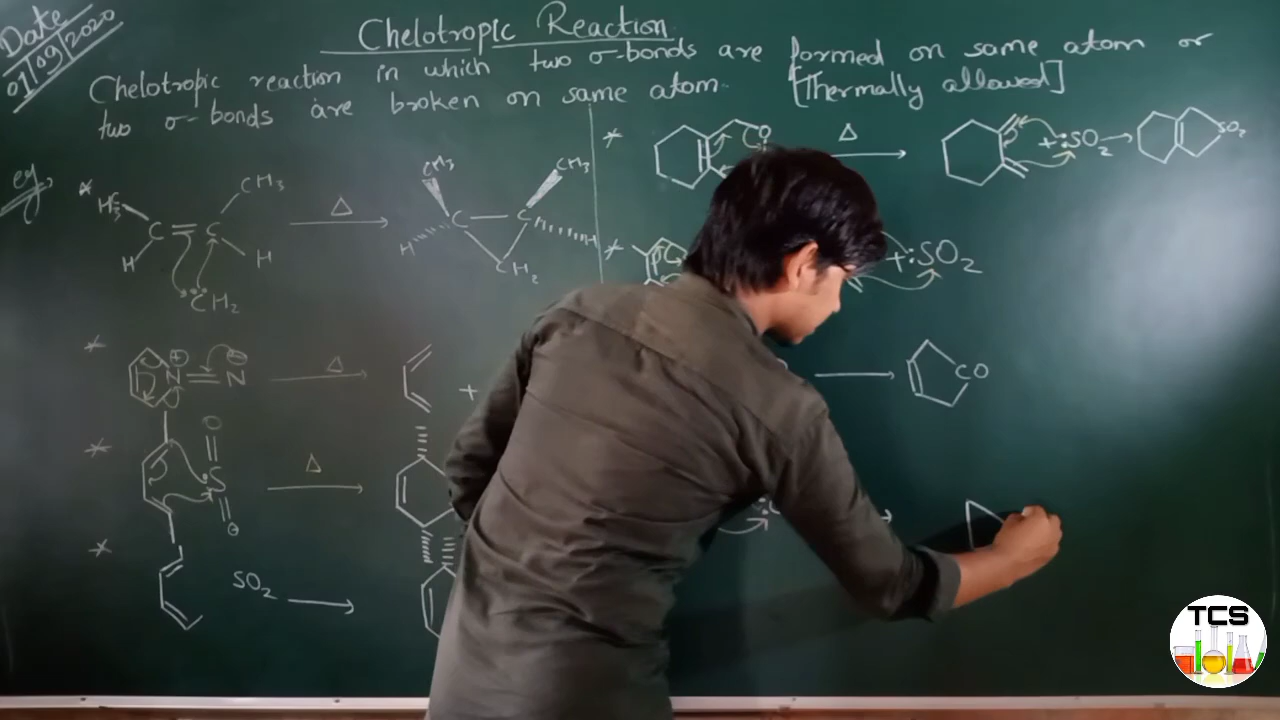 Date
01/09/2020
Chelotropic Reaction
Chelotropic reaction in which two σ-bonds are formed on same atom or
two σ-bonds are broken on same atom. [Thermally allowed]
eg,
* H₃C C = C CH₃ H H :CH₂ Δ CH₃ CH₃ C — C H H CH₂
* N = N ⊕ ⊖ Δ +
* O S O Δ
* SO₂
* O Δ + :SO₂ SO₂
* + :SO₂
CO
TCS